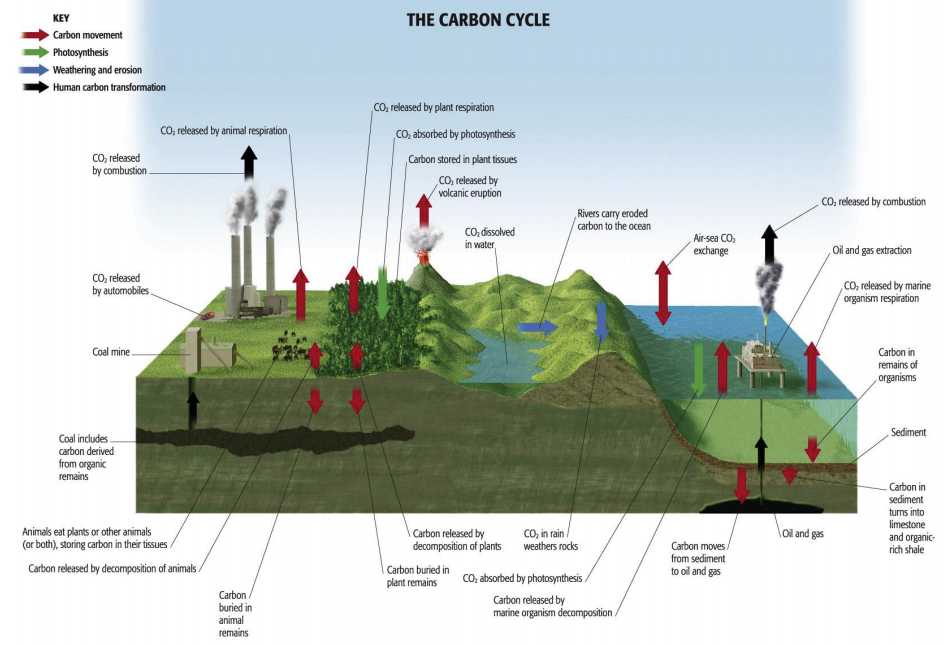 THE CARBON CYCLE
KEY
Carbon movement
Photosynthesis
Weathering and erosion
Human carbon transformation
CO₂ released by plant respiration
CO₂ released by animal respiration
CO₂ absorbed by photosynthesis
CO₂ released
by combustion
Carbon stored in plant tissues
CO₂ released by
volcanic eruption
CO₂ released by combustion
Rivers carry eroded
carbon to the ocean
CO₂ dissolved
in water
Air-sea CO₂
exchange
Oil and gas extraction
CO₂ released
by automobiles
CO₂ released by marine
organism respiration
Coal mine
Carbon in
remains
of organisms
Sediment
Coal includes
carbon derived
from organic
remains
Carbon in
sediment
turns into
limestone
and organic-
rich shale
Animals eat plants or other animals
(or both), storing carbon in their tissues
Carbon released by
decomposition of plants
CO₂ in rain
weathers rocks
Oil and gas
Carbon moves
from sediment
to oil and gas
Carbon released by decomposition of animals
Carbon buried in
plant remains
CO₂ absorbed by photosynthesis
Carbon
buried in
animal
remains
Carbon released by
marine organism decomposition